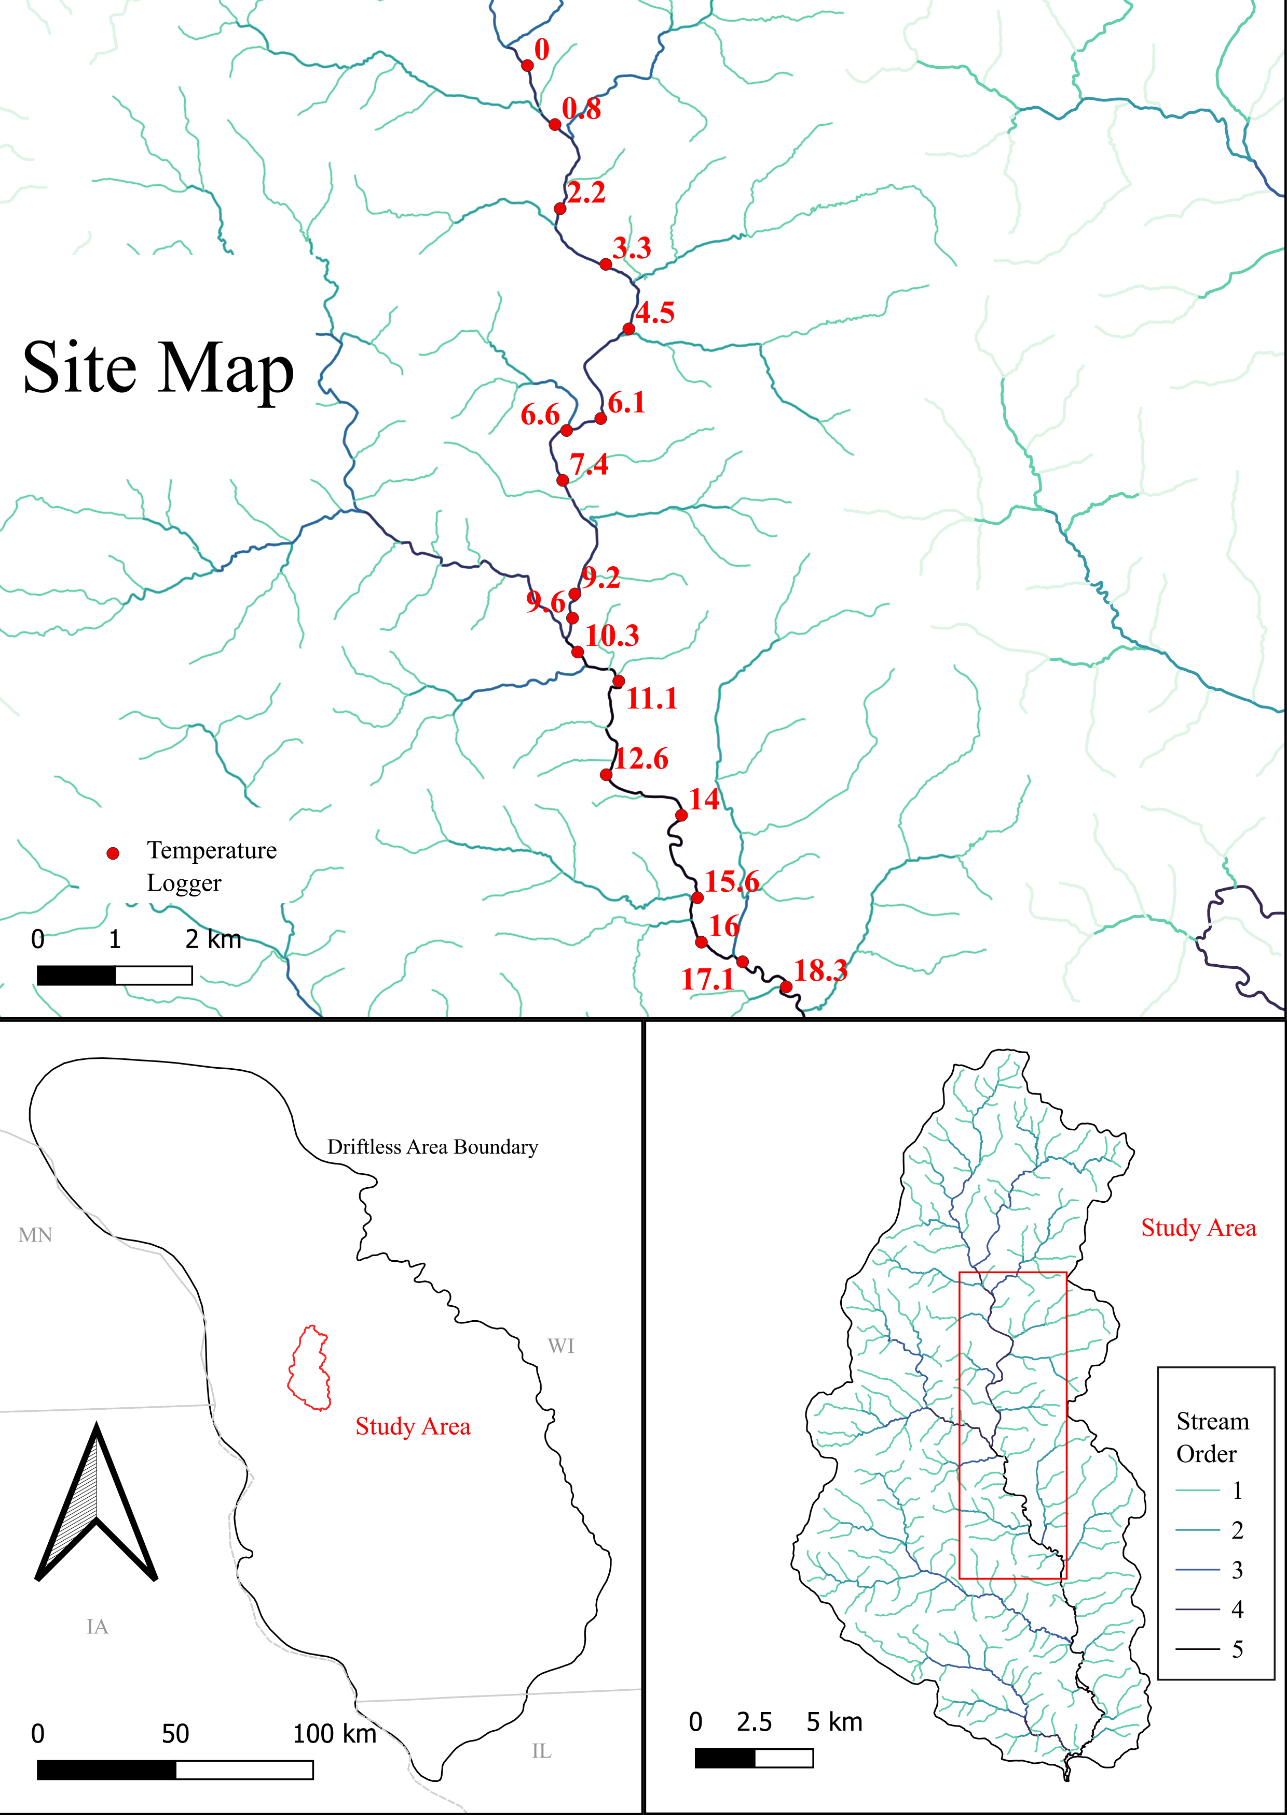 0
0.8
2.2
3.3
4.5
Site Map
6.1
6.6
7.4
9.2
9.6
10.3
11.1
12.6
14
Temperature
Logger
15.6
16
0 1 2 km
17.1
18.3
Driftless Area Boundary
MN
WI
Study Area
IA
0 50 100 km
IL
Study Area
Stream
Order
1
2
3
4
5
0 2.5 5 km